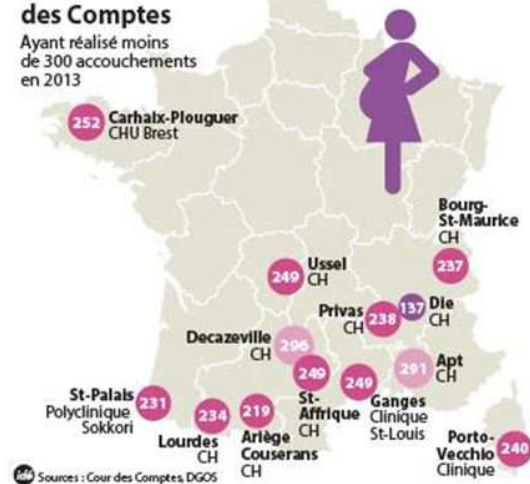 des Comptes
Ayant réalisé moins
de 300 accouchements
en 2013
252 Carhaix-Plouguer
CHU Brest
Bourg-
St-Maurice
CH
237
249 Ussel
CH
Privas
CH
238
137 Die
CH
Decazeville
CH
296
249
St-
Affrique
CH
249
Ganges
Clinique
St-Louis
291 Apt
CH
St-Palais
Polyclinique
Sokkori
231
234
Lourdes
CH
219
Ariège
Couserans
CH
Porto-
Vecchio
Clinique
240
idé Sources : Cour des Comptes, DGOS